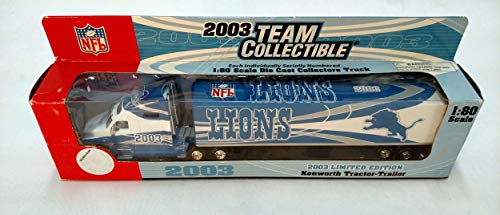 NFL
2003 TEAM
COLLECTIBLE
Each Individually Serially Numbered
1:80 Scale Die Cast Collectors Truck
NFL
LIONS
2003
LIONS
2003
1:80
Scale
2003
2003 LIMITED EDITION
Kenworth Tractor-Trailer